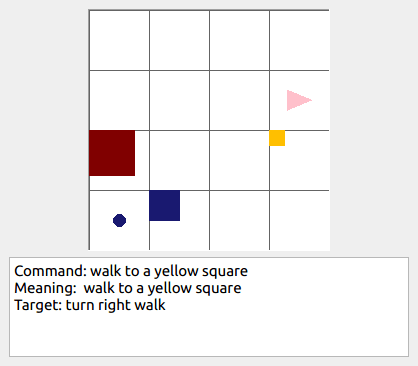 Command: walk to a yellow square
Meaning:  walk to a yellow square
Target: turn right walk